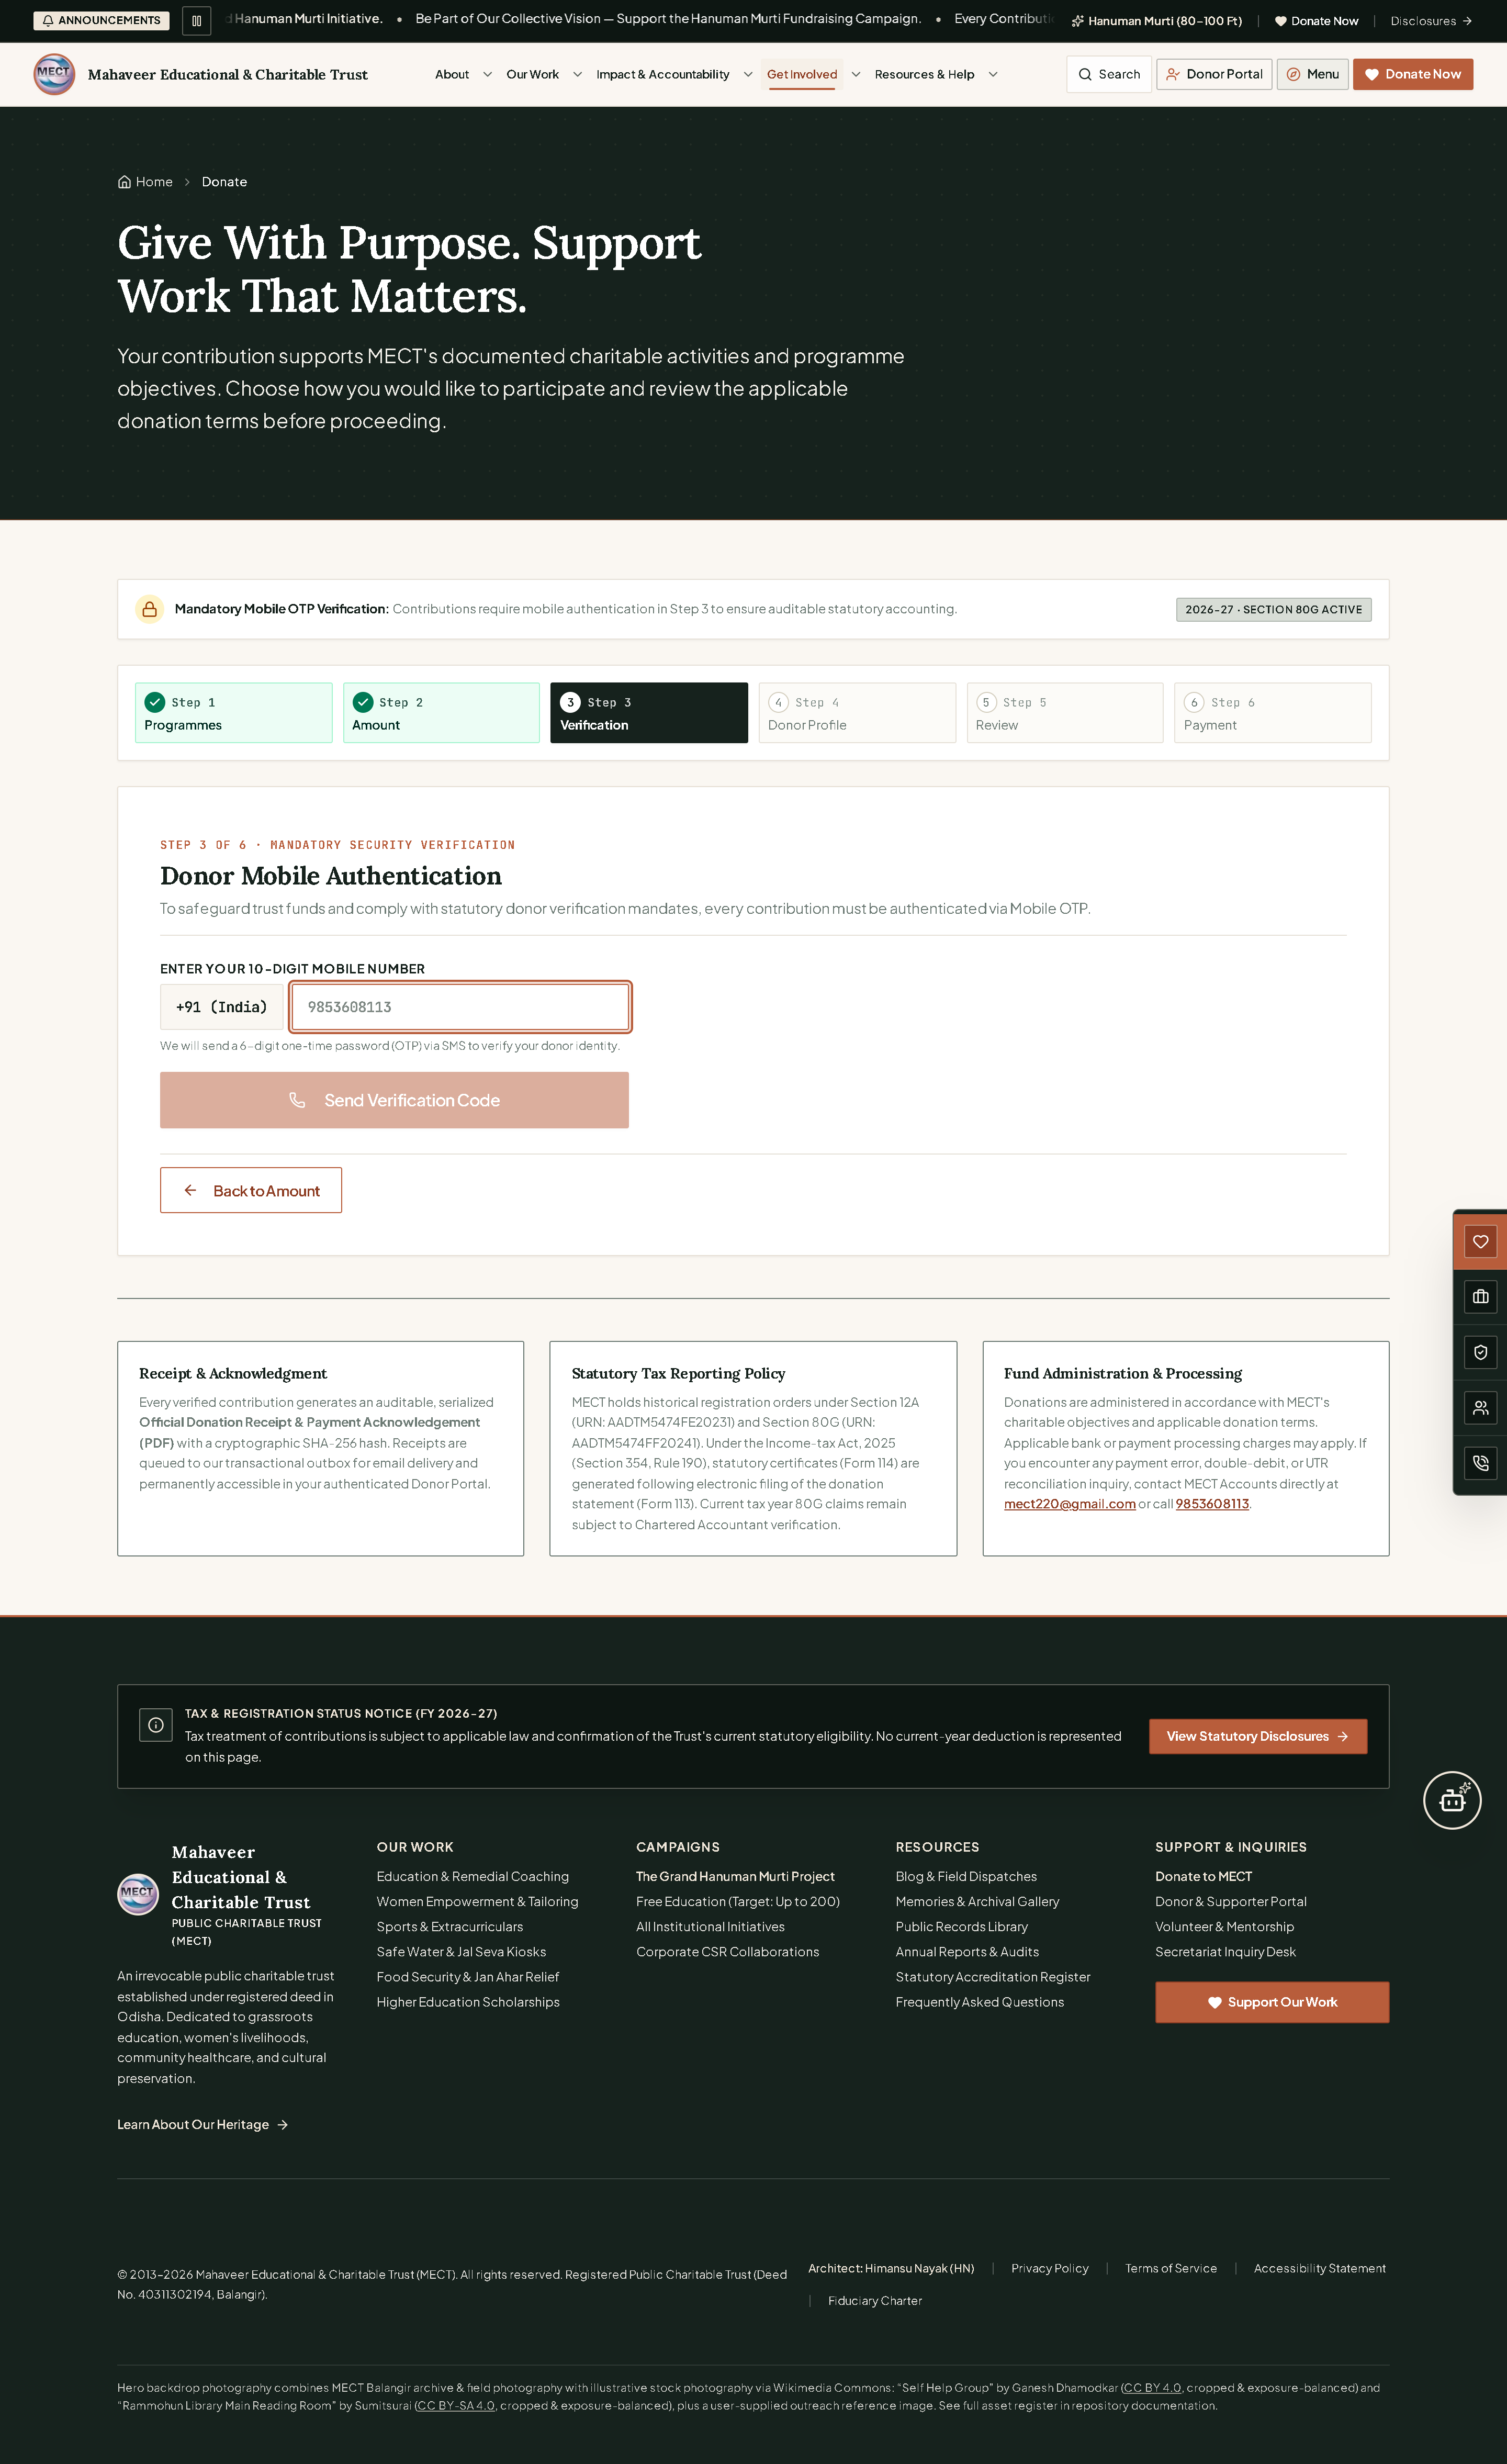 ANNOUNCEMENTS
d Hanuman Murti Initiative. • Be Part of Our Collective Vision — Support the Hanuman Murti Fundraising Campaign. • Every Contributi
Hanuman Murti (80–100 Ft) | Donate Now | Disclosures →
MECT
Mahaveer Educational & Charitable Trust
About Our Work Impact & Accountability Get Involved Resources & Help
Search Donor Portal Menu Donate Now
Home > Donate
Give With Purpose. Support
Work That Matters.
Your contribution supports MECT's documented charitable activities and programme
objectives. Choose how you would like to participate and review the applicable
donation terms before proceeding.
Mandatory Mobile OTP Verification: Contributions require mobile authentication in Step 3 to ensure auditable statutory accounting.
2026-27 · SECTION 80G ACTIVE
Step 1
Programmes
Step 2
Amount
3 Step 3
Verification
4 Step 4
Donor Profile
5 Step 5
Review
6 Step 6
Payment
STEP 3 OF 6 · MANDATORY SECURITY VERIFICATION
Donor Mobile Authentication
To safeguard trust funds and comply with statutory donor verification mandates, every contribution must be authenticated via Mobile OTP.
ENTER YOUR 10-DIGIT MOBILE NUMBER
+91 (India)
9853608113
We will send a 6-digit one-time password (OTP) via SMS to verify your donor identity.
Send Verification Code
← Back to Amount
Receipt & Acknowledgment
Every verified contribution generates an auditable, serialized
Official Donation Receipt & Payment Acknowledgement
(PDF) with a cryptographic SHA-256 hash. Receipts are
queued to our transactional outbox for email delivery and
permanently accessible in your authenticated Donor Portal.
Statutory Tax Reporting Policy
MECT holds historical registration orders under Section 12A
(URN: AADTM5474FE20231) and Section 80G (URN:
AADTM5474FF20241). Under the Income-tax Act, 2025
(Section 354, Rule 190), statutory certificates (Form 114) are
generated following electronic filing of the donation
statement (Form 113). Current tax year 80G claims remain
subject to Chartered Accountant verification.
Fund Administration & Processing
Donations are administered in accordance with MECT's
charitable objectives and applicable donation terms.
Applicable bank or payment processing charges may apply. If
you encounter any payment error, double-debit, or UTR
reconciliation inquiry, contact MECT Accounts directly at
mect220@gmail.com or call 9853608113.
TAX & REGISTRATION STATUS NOTICE (FY 2026-27)
Tax treatment of contributions is subject to applicable law and confirmation of the Trust's current statutory eligibility. No current-year deduction is represented
on this page.
View Statutory Disclosures →
MECT
Mahaveer
Educational &
Charitable Trust
PUBLIC CHARITABLE TRUST
(MECT)
An irrevocable public charitable trust
established under registered deed in
Odisha. Dedicated to grassroots
education, women's livelihoods,
community healthcare, and cultural
preservation.
Learn About Our Heritage →
OUR WORK
Education & Remedial Coaching
Women Empowerment & Tailoring
Sports & Extracurriculars
Safe Water & Jal Seva Kiosks
Food Security & Jan Ahar Relief
Higher Education Scholarships
CAMPAIGNS
The Grand Hanuman Murti Project
Free Education (Target: Up to 200)
All Institutional Initiatives
Corporate CSR Collaborations
RESOURCES
Blog & Field Dispatches
Memories & Archival Gallery
Public Records Library
Annual Reports & Audits
Statutory Accreditation Register
Frequently Asked Questions
SUPPORT & INQUIRIES
Donate to MECT
Donor & Supporter Portal
Volunteer & Mentorship
Secretariat Inquiry Desk
Support Our Work
© 2013–2026 Mahaveer Educational & Charitable Trust (MECT). All rights reserved. Registered Public Charitable Trust (Deed
No. 40311302194, Balangir).
Architect: Himansu Nayak (HN) | Privacy Policy | Terms of Service | Accessibility Statement
| Fiduciary Charter
Hero backdrop photography combines MECT Balangir archive & field photography with illustrative stock photography via Wikimedia Commons: "Self Help Group" by Ganesh Dhamodkar (CC BY 4.0, cropped & exposure-balanced) and
"Rammohun Library Main Reading Room" by Sumitsurai (CC BY-SA 4.0, cropped & exposure-balanced), plus a user-supplied outreach reference image. See full asset register in repository documentation.